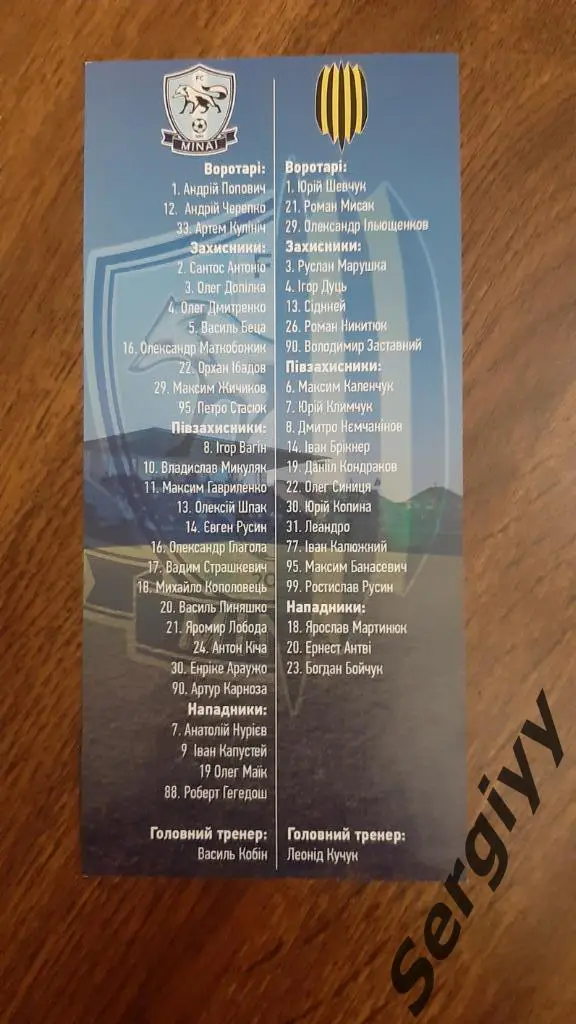 FC
MINAJ
Воротарі:
1. Андрій Попович
12. Андрій Черепко
33. Артем Кулініч
Захисники:
2. Сантос Антоніо
3. Олег Допілка
4. Олег Дмитренко
5. Василь Беца
16. Олександр Маткобожик
22. Орхан Ібадов
29. Максим Жичиков
95. Петро Стасюк
Півзахисники:
8. Ігор Вагін
10. Владислав Микуляк
11. Максим Гавриленко
13. Олексій Шпак
14. Євген Русин
16. Олександр Глагола
17. Вадим Страшкевич
18. Михайло Кополовець
20. Василь Пиняшко
21. Яромир Лобода
24. Антон Кіча
30. Енріке Араужо
90. Артур Карноза
Нападники:
7. Анатолій Нурієв
9 Іван Капустей
19 Олег Маїк
88. Роберт Гегедош
Головний тренер:
Василь Кобін
Воротарі:
1. Юрій Шевчук
21. Роман Мисак
29. Олександр Ільющенков
Захисники:
3. Руслан Марушка
4. Ігор Дуць
13. Сіднней
26. Роман Никитюк
90. Володимир Заставний
Півзахисники:
6. Максим Каленчук
7. Юрій Климчук
8. Дмитро Нємчанінов
14. Іван Брікнер
19. Данііл Кондраков
22. Олег Синиця
30. Юрій Копина
31. Леандро
77. Іван Калюжний
95. Максим Банасевич
99. Ростислав Русин
Нападники:
18. Ярослав Мартинюк
20. Ернест Антві
23. Богдан Бойчук
Головний тренер:
Леонід Кучук
Sergiyy